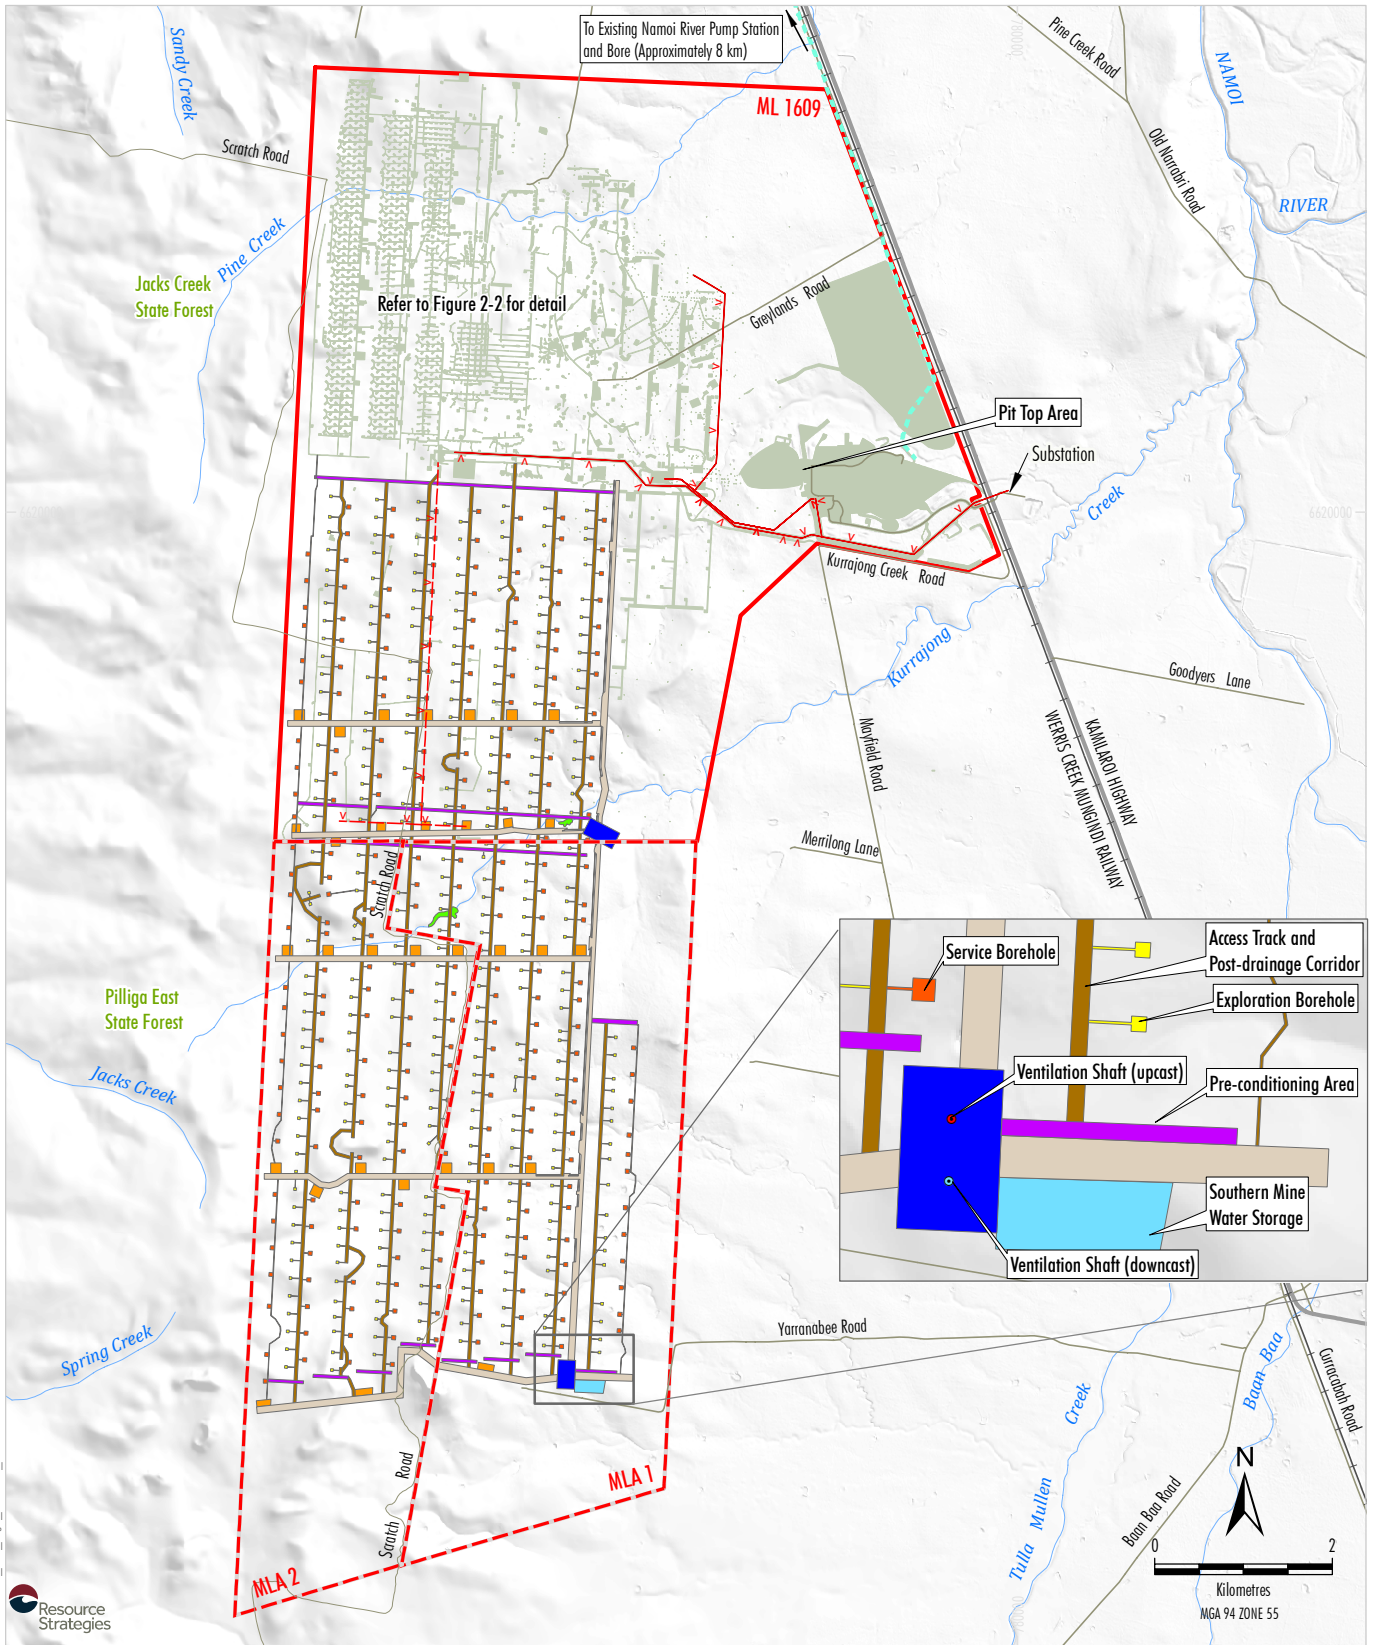 To Existing Namoi River Pump Station
and Bore (Approximately 8 km)
Sandy Creek
Pine Creek Road
NAMOI
RIVER
ML 1609
Scratch Road
Old Narrabri Road
Pine Creek
Jacks Creek
State Forest
Refer to Figure 2-2 for detail
Greylands Road
Pit Top Area
Substation
Creek
6620000
6620000
Kurrajong Creek Road
Kurrajong
Goodyers Lane
Mayfield Road
KAMILAROI HIGHWAY
WERRIS CREEK MUNGINDI RAILWAY
Merrilong Lane
Scratch Road
Service Borehole
Access Track and
Post-drainage Corridor
Exploration Borehole
Pilliga East
State Forest
Ventilation Shaft (upcast)
Pre-conditioning Area
Jacks Creek
Southern Mine
Water Storage
Ventilation Shaft (downcast)
Spring Creek
Yarranabee Road
Baan Baa
Curracabah Road
Creek
Tulla Mullen
Baan Baa Road
Scratch Road
MLA 1
MLA 2
N
0 2
Kilometres
MGA 94 ZONE 55
Resource
Strategies